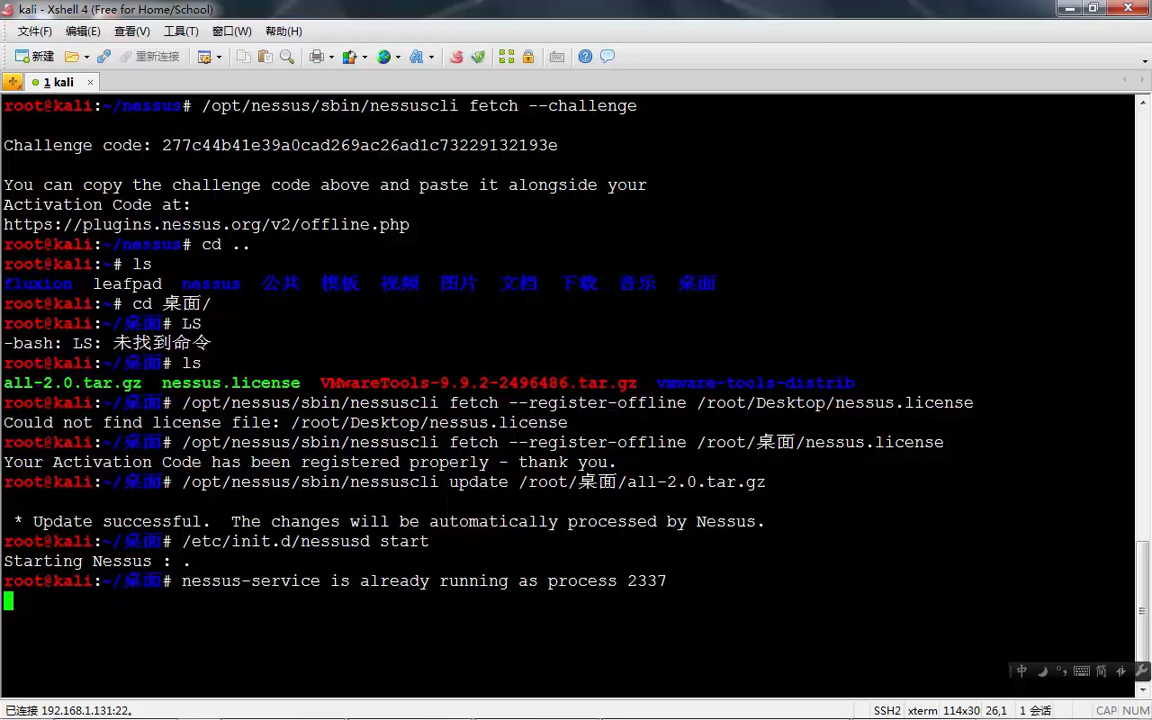 kali - Xshell 4 (Free for Home/School)
文件(F) 编辑(E) 查看(V) 工具(T) 窗口(W) 帮助(H)
新建 重新连接
1 kali ×
root@kali:~/nessus# /opt/nessus/sbin/nessuscli fetch --challenge
Challenge code: 277c44b41e39a0cad269ac26ad1c73229132193e
You can copy the challenge code above and paste it alongside your
Activation Code at:
https://plugins.nessus.org/v2/offline.php
root@kali:~/nessus# cd ..
root@kali:~# ls
fluxion leafpad nessus 公共 模板 视频 图片 文档 下载 音乐 桌面
root@kali:~# cd 桌面/
root@kali:~/桌面# LS
-bash: LS: 未找到命令
root@kali:~/桌面# ls
all-2.0.tar.gz nessus.license VMwareTools-9.9.2-2496486.tar.gz vmware-tools-distrib
root@kali:~/桌面# /opt/nessus/sbin/nessuscli fetch --register-offline /root/Desktop/nessus.license
Could not find license file: /root/Desktop/nessus.license
root@kali:~/桌面# /opt/nessus/sbin/nessuscli fetch --register-offline /root/桌面/nessus.license
Your Activation Code has been registered properly - thank you.
root@kali:~/桌面# /opt/nessus/sbin/nessuscli update /root/桌面/all-2.0.tar.gz
* Update successful.  The changes will be automatically processed by Nessus.
root@kali:~/桌面# /etc/init.d/nessusd start
Starting Nessus : .
root@kali:~/桌面# nessus-service is already running as process 2337
中 简
已连接 192.168.1.131:22。 SSH2 xterm 114x30 26,1 1 会话 CAP NUM